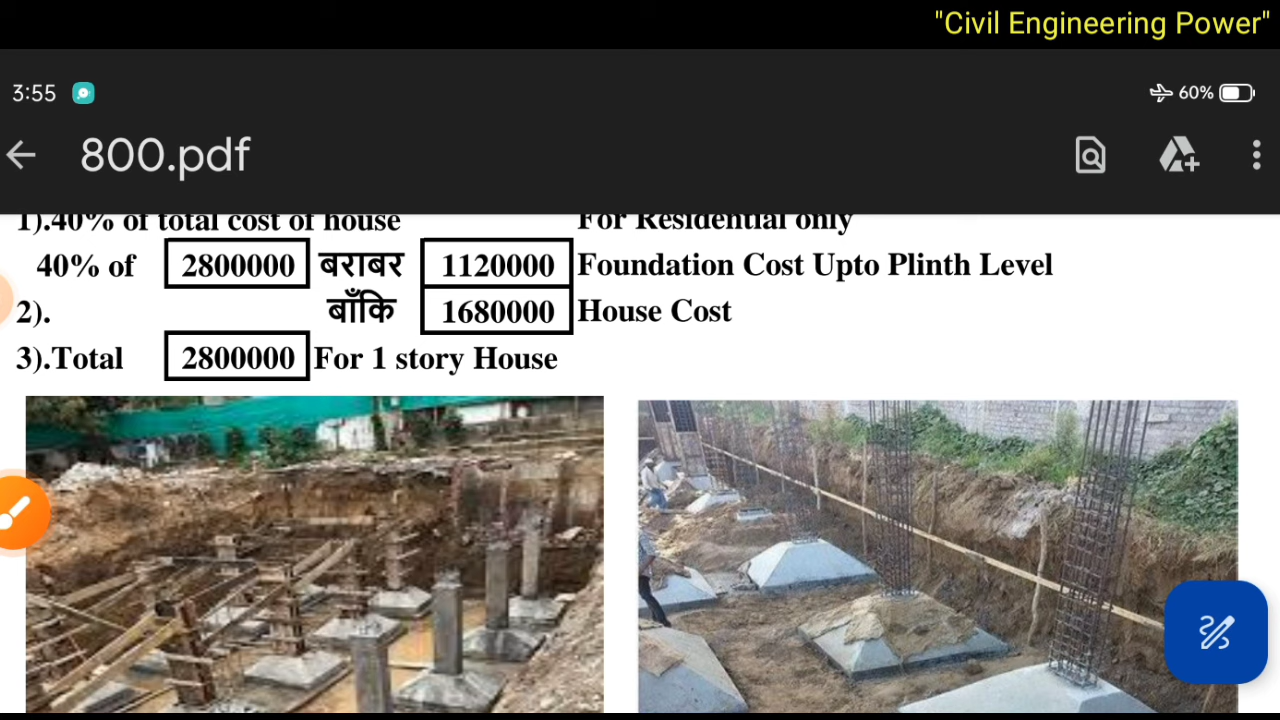 "Civil Engineering Power"
3:55 60%
800.pdf
1).40% of total cost of house For Residential only
40% of 2800000 बराबर 1120000 Foundation Cost Upto Plinth Level
2). बाँकि 1680000 House Cost
3).Total 2800000 For 1 story House